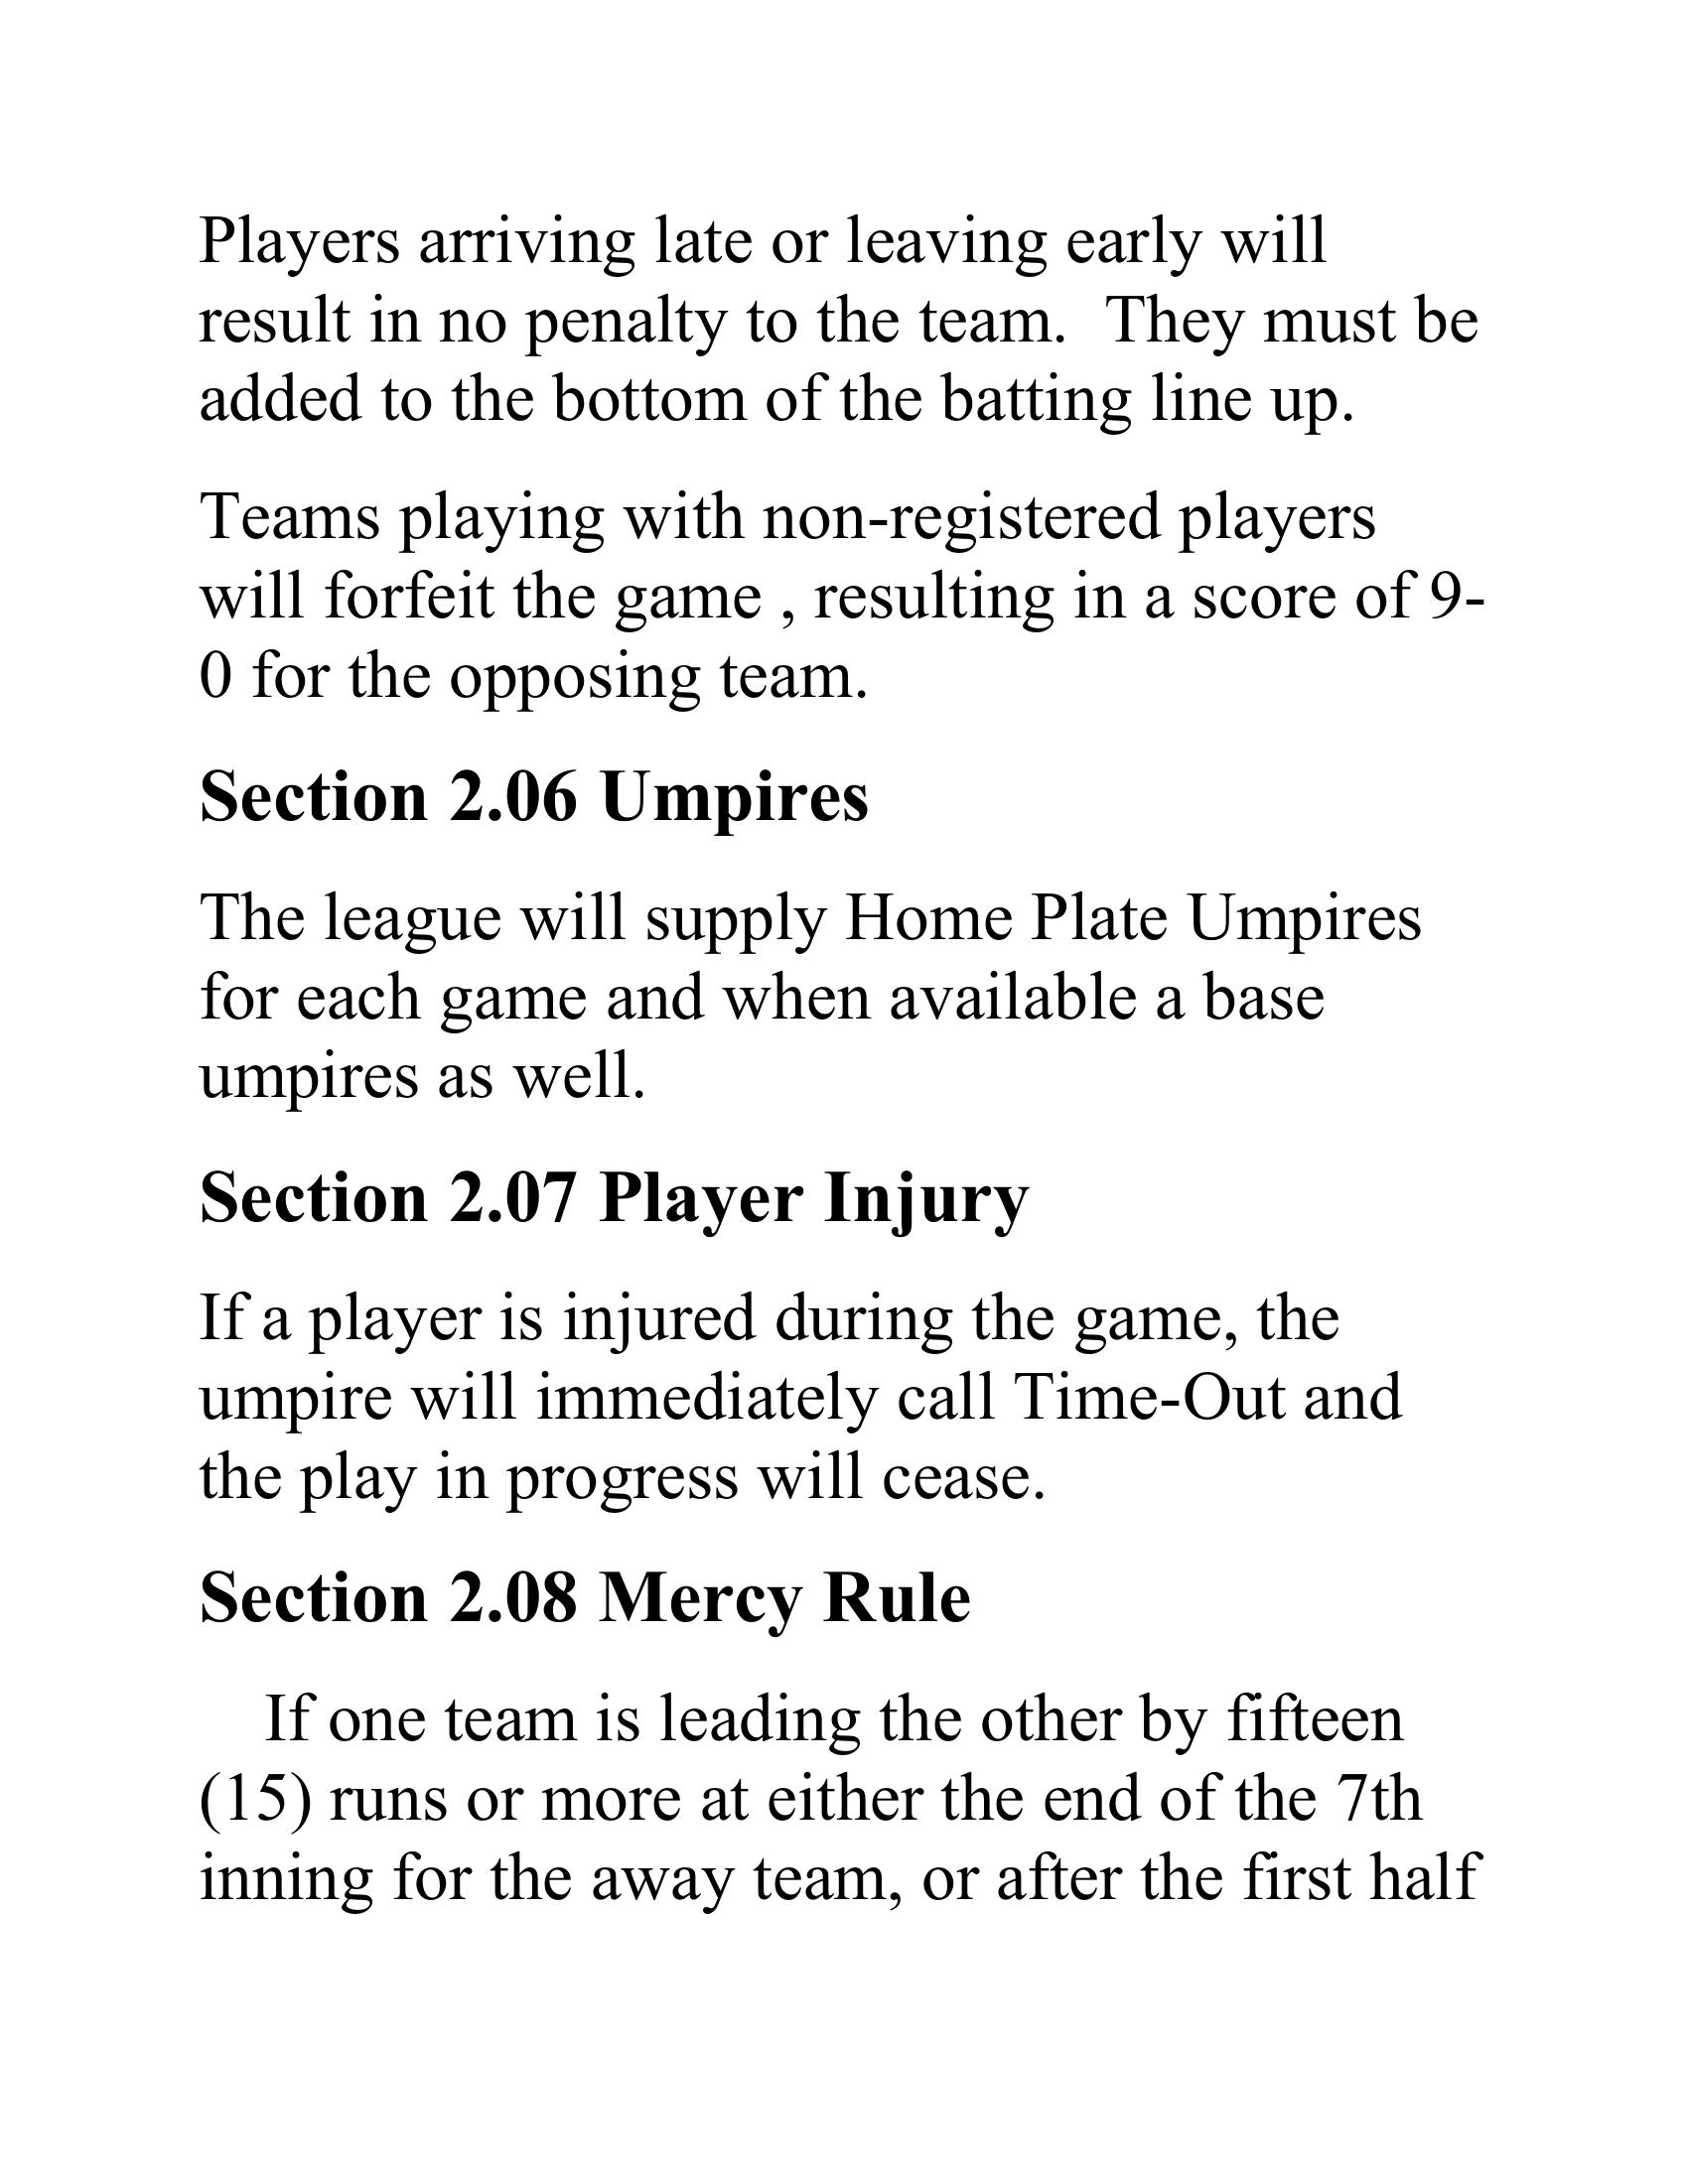 Players arriving late or leaving early will
result in no penalty to the team.  They must be
added to the bottom of the batting line up.
Teams playing with non-registered players
will forfeit the game , resulting in a score of 9-
0 for the opposing team.
Section 2.06 Umpires
The league will supply Home Plate Umpires
for each game and when available a base
umpires as well.
Section 2.07 Player Injury
If a player is injured during the game, the
umpire will immediately call Time-Out and
the play in progress will cease.
Section 2.08 Mercy Rule
If one team is leading the other by fifteen
(15) runs or more at either the end of the 7th
inning for the away team, or after the first half